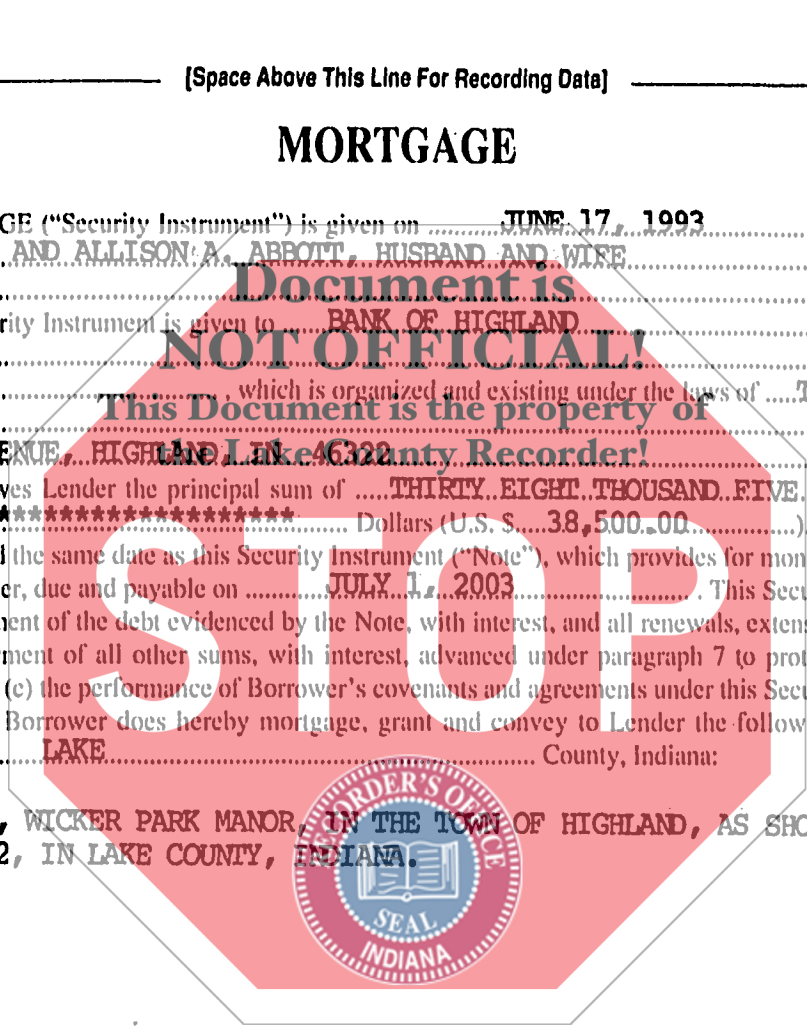 [Space Above This Line For Recording Data]
MORTGAGE
GE ("Security Instrument") is given on JUNE 17, 1993
AND ALLISON A. ABBOTT, HUSBAND AND WIFE
Document is
rity Instrument is given to BANK OF HIGHLAND
NOT OFFICIAL!
which is organized and existing under the laws of T
This Document is the property of
ENUE, HIGHLAND, IN 46322
the Lake County Recorder!
ves Lender the principal sum of THIRTY EIGHT THOUSAND FIVE
******************** Dollars (U.S. $ 38,500.00 )
d the same date as this Security Instrument ("Note"), which provides for mon
er, due and payable on JULY 1, 2003 . This Secu
ent of the debt evidenced by the Note, with interest, and all renewals, extens
ment of all other sums, with interest, advanced under paragraph 7 to prot
(c) the performance of Borrower's covenants and agreements under this Secu
Borrower does hereby mortgage, grant and convey to Lender the follow
LAKE County, Indiana:
STOP
, WICKER PARK MANOR, IN THE TOWN OF HIGHLAND, AS SHO
2, IN LAKE COUNTY, INDIANA.
RECORDER'S OFFICE
SEAL
INDIANA